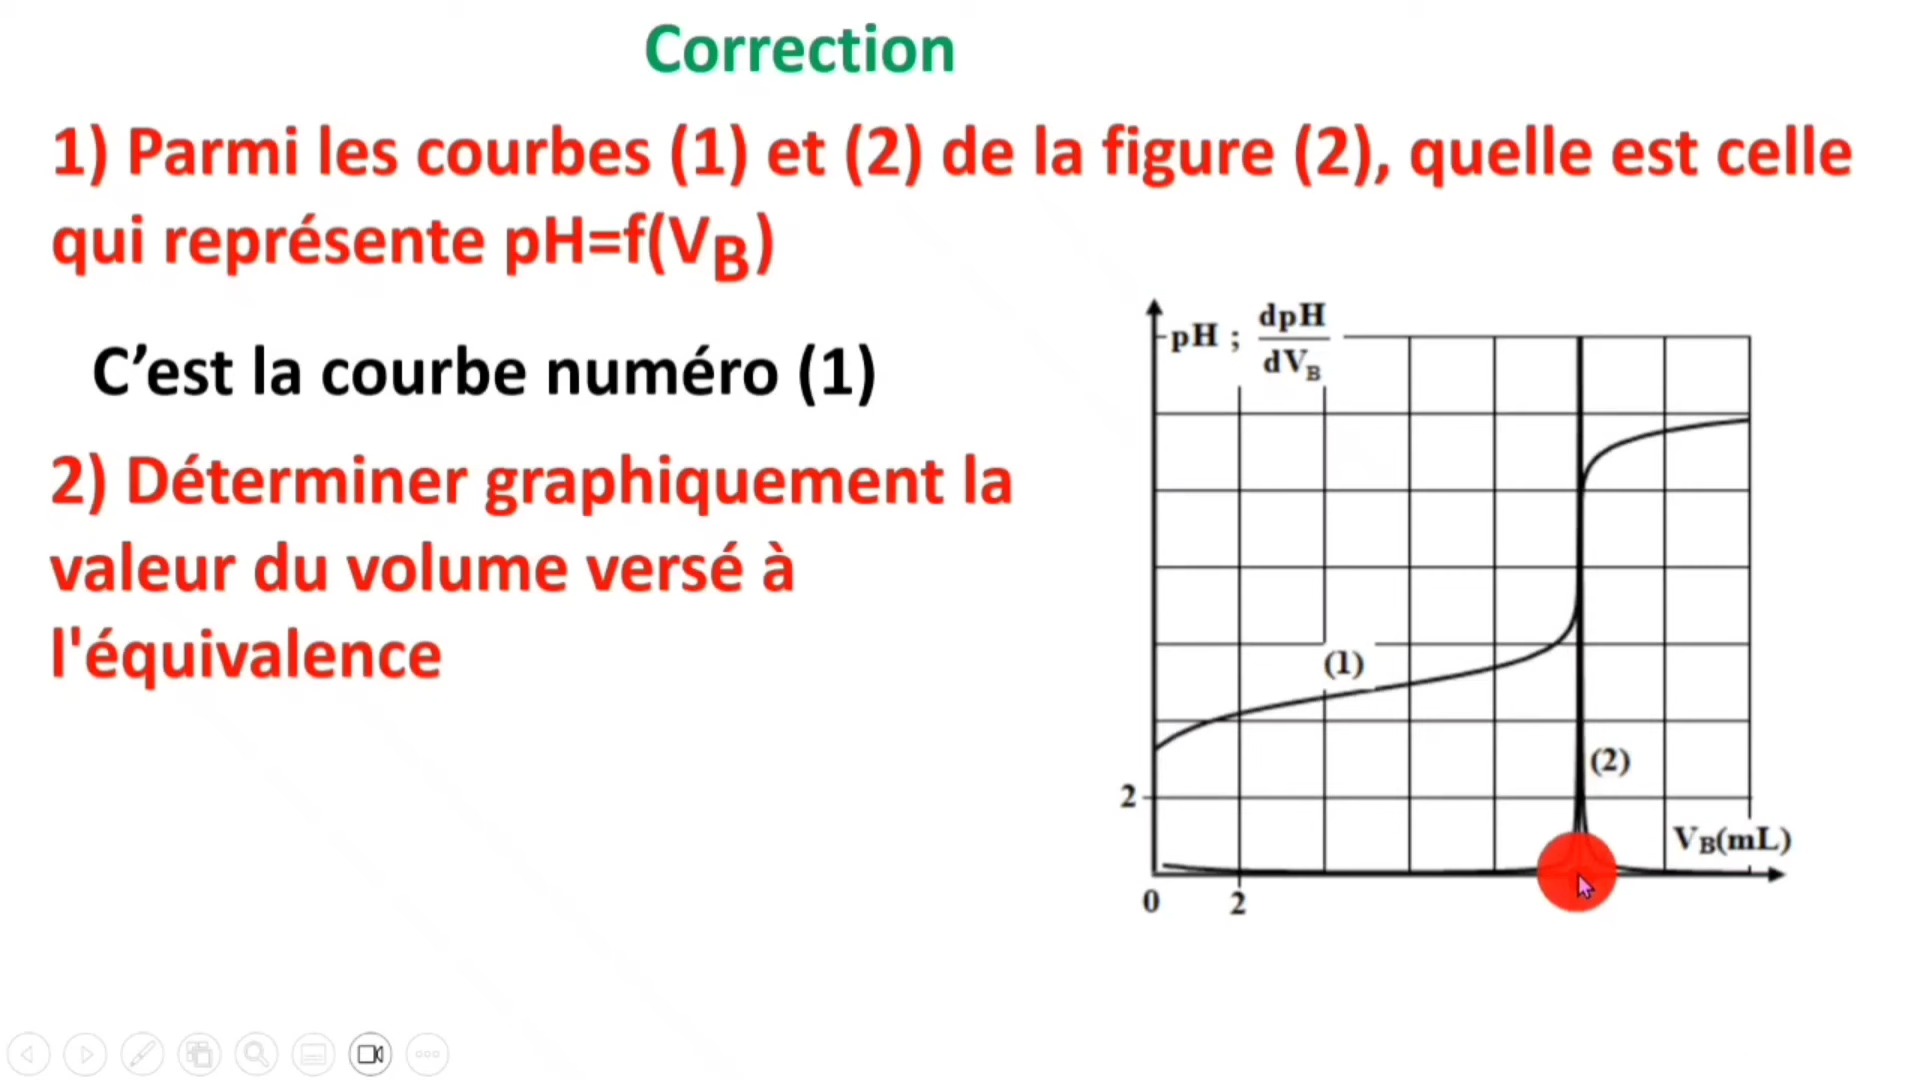 Correction
1) Parmi les courbes (1) et (2) de la figure (2), quelle est celle
qui représente pH=f(VB)
C’est la courbe numéro (1)
2) Déterminer graphiquement la
valeur du volume versé à
l'équivalence
pH ; dpH
dVB
(1)
(2)
2
VB(mL)
0
2